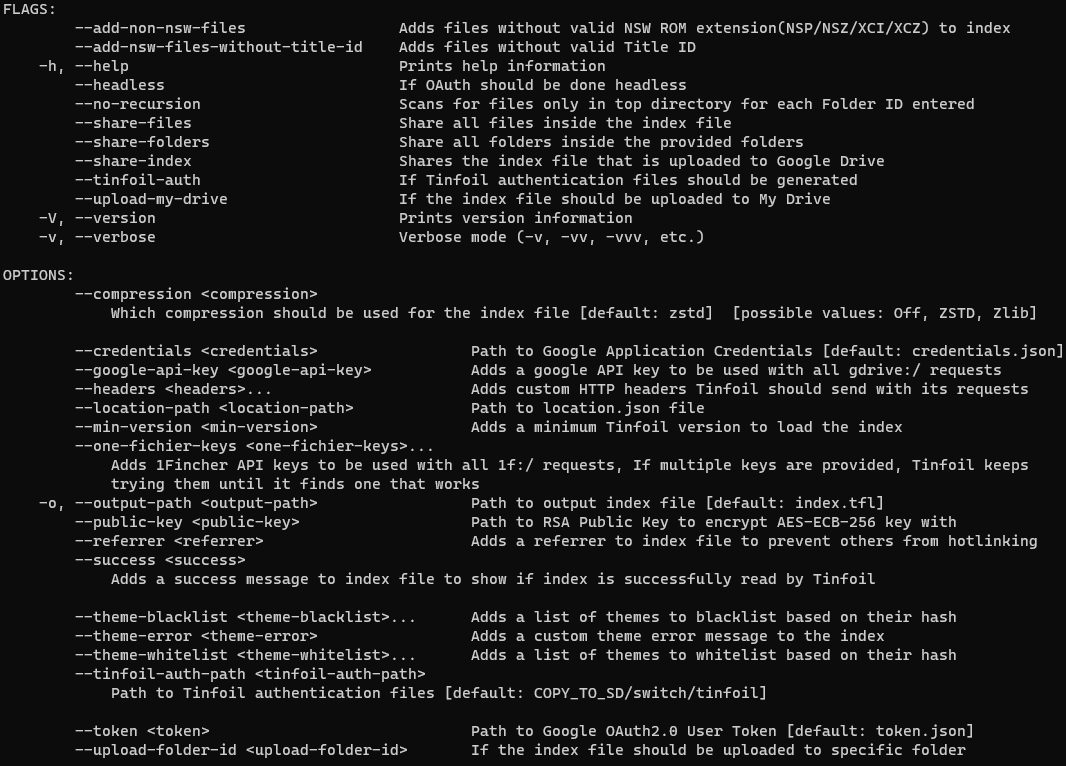 FLAGS:
--add-non-nsw-files Adds files without valid NSW ROM extension(NSP/NSZ/XCI/XCZ) to index
--add-nsw-files-without-title-id Adds files without valid Title ID
-h, --help Prints help information
--headless If OAuth should be done headless
--no-recursion Scans for files only in top directory for each Folder ID entered
--share-files Share all files inside the index file
--share-folders Share all folders inside the provided folders
--share-index Shares the index file that is uploaded to Google Drive
--tinfoil-auth If Tinfoil authentication files should be generated
--upload-my-drive If the index file should be uploaded to My Drive
-V, --version Prints version information
-v, --verbose Verbose mode (-v, -vv, -vvv, etc.)
OPTIONS:
--compression <compression>
Which compression should be used for the index file [default: zstd]  [possible values: Off, ZSTD, Zlib]
--credentials <credentials> Path to Google Application Credentials [default: credentials.json]
--google-api-key <google-api-key> Adds a google API key to be used with all gdrive:/ requests
--headers <headers>... Adds custom HTTP headers Tinfoil should send with its requests
--location-path <location-path> Path to location.json file
--min-version <min-version> Adds a minimum Tinfoil version to load the index
--one-fichier-keys <one-fichier-keys>...
Adds 1Fincher API keys to be used with all 1f:/ requests, If multiple keys are provided, Tinfoil keeps
trying them until it finds one that works
-o, --output-path <output-path> Path to output index file [default: index.tfl]
--public-key <public-key> Path to RSA Public Key to encrypt AES-ECB-256 key with
--referrer <referrer> Adds a referrer to index file to prevent others from hotlinking
--success <success>
Adds a success message to index file to show if index is successfully read by Tinfoil
--theme-blacklist <theme-blacklist>... Adds a list of themes to blacklist based on their hash
--theme-error <theme-error> Adds a custom theme error message to the index
--theme-whitelist <theme-whitelist>... Adds a list of themes to whitelist based on their hash
--tinfoil-auth-path <tinfoil-auth-path>
Path to Tinfoil authentication files [default: COPY_TO_SD/switch/tinfoil]
--token <token> Path to Google OAuth2.0 User Token [default: token.json]
--upload-folder-id <upload-folder-id> If the index file should be uploaded to specific folder